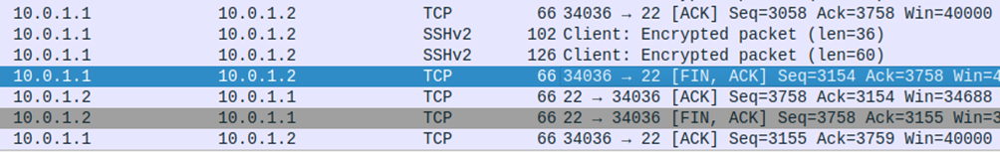 10.0.1.1 10.0.1.2 TCP 66 34036 → 22 [ACK] Seq=3058 Ack=3758 Win=40000
10.0.1.1 10.0.1.2 SSHv2 102 Client: Encrypted packet (len=36)
10.0.1.1 10.0.1.2 SSHv2 126 Client: Encrypted packet (len=60)
10.0.1.1 10.0.1.2 TCP 66 34036 → 22 [FIN, ACK] Seq=3154 Ack=3758 Win=4
10.0.1.2 10.0.1.1 TCP 66 22 → 34036 [ACK] Seq=3758 Ack=3154 Win=34688
10.0.1.2 10.0.1.1 TCP 66 22 → 34036 [FIN, ACK] Seq=3758 Ack=3155 Win=3
10.0.1.1 10.0.1.2 TCP 66 34036 → 22 [ACK] Seq=3155 Ack=3759 Win=40000